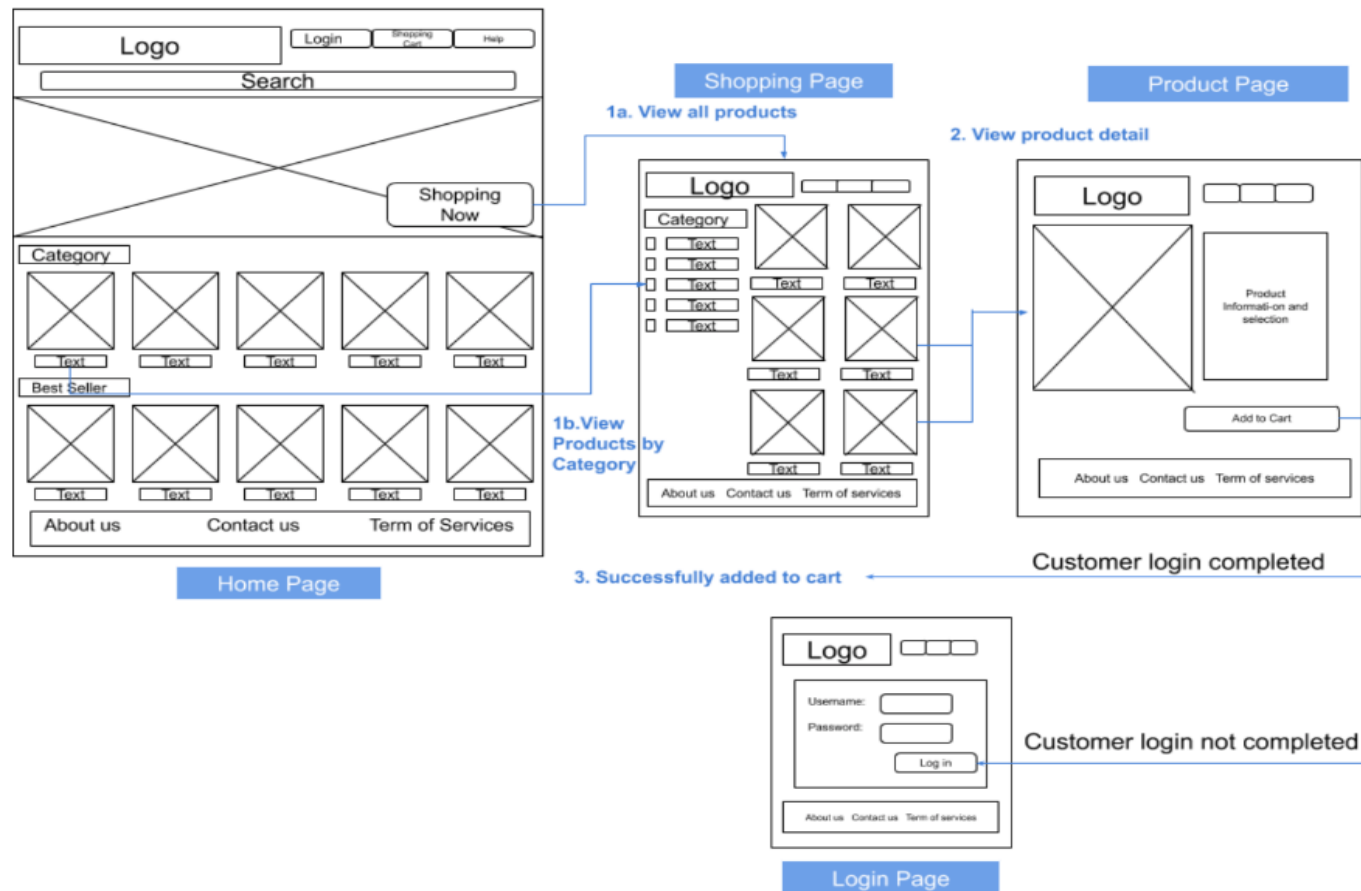 Logo
Login
Shopping
Cart
Help
Search
Shopping
Now
Category
Text Text Text Text Text
Best Seller
Text Text Text Text Text
About us Contact us Term of Services
Home Page
1a. View all products
1b.View
Products by
Category
Shopping Page
Logo
Category
Text
Text
Text
Text
Text
Text Text
Text Text
Text Text
About us Contact us Term of services
2. View product detail
Product Page
Logo
Product
Informati-on and
selection
Add to Cart
About us Contact us Term of services
Customer login completed
3. Successfully added to cart
Customer login not completed
Logo
Username:
Password:
Log in
About us Contact us Term of services
Login Page